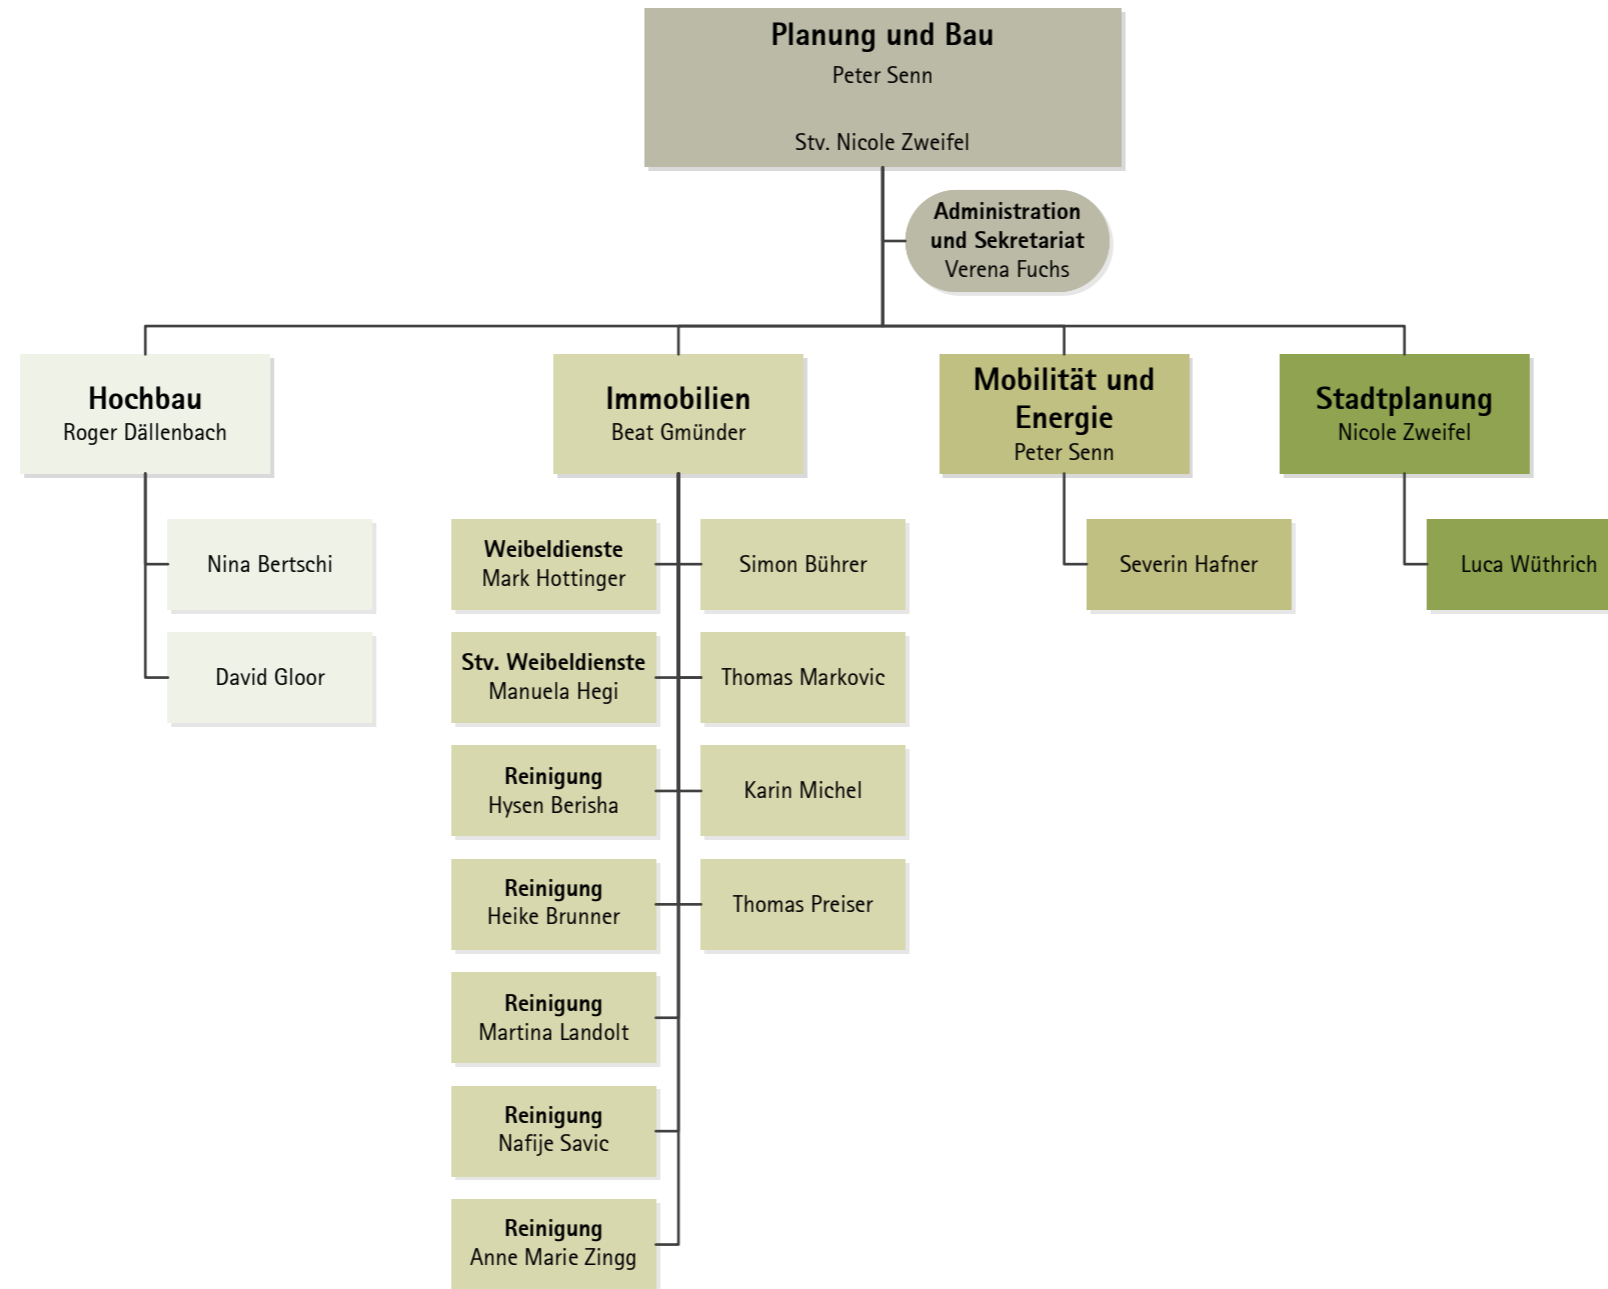 Planung und Bau
Peter Senn
Stv. Nicole Zweifel
Administration
und Sekretariat
Verena Fuchs
Hochbau
Roger Dällenbach
Nina Bertschi
David Gloor
Immobilien
Beat Gmünder
Weibeldienste
Mark Hottinger
Stv. Weibeldienste
Manuela Hegi
Reinigung
Hysen Berisha
Reinigung
Heike Brunner
Reinigung
Martina Landolt
Reinigung
Nafije Savic
Reinigung
Anne Marie Zingg
Simon Bührer
Thomas Markovic
Karin Michel
Thomas Preiser
Mobilität und
Energie
Peter Senn
Severin Hafner
Stadtplanung
Nicole Zweifel
Luca Wüthrich